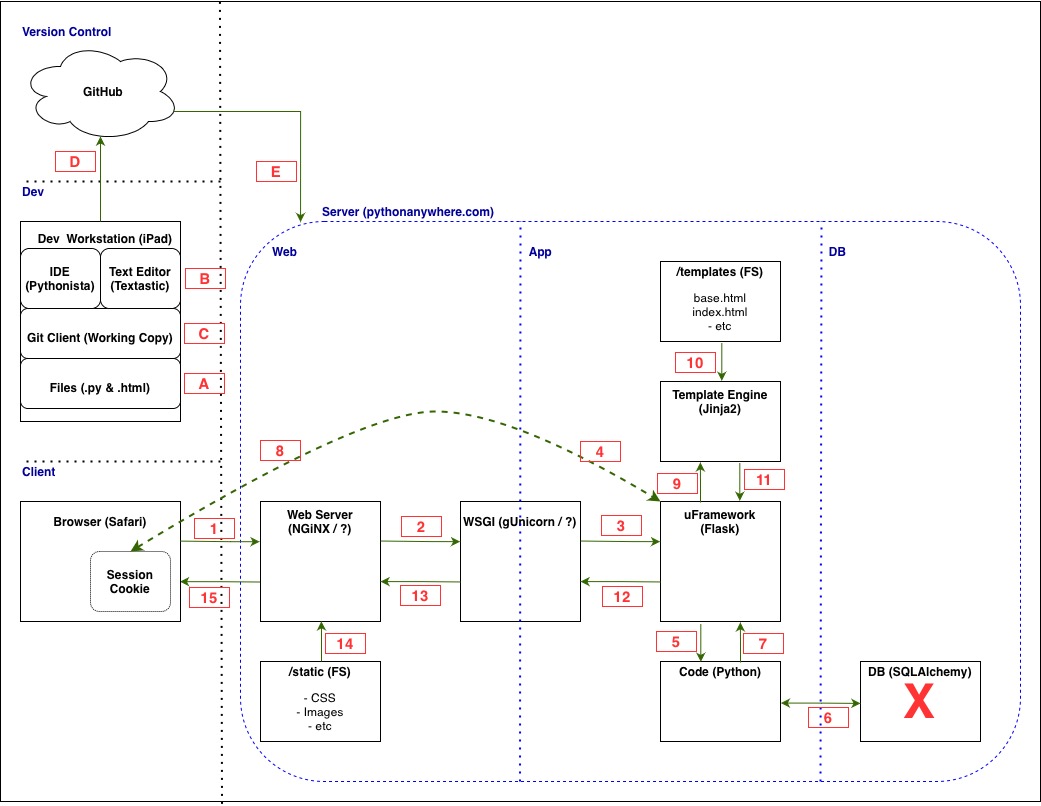 Version Control
GitHub
D
E
Dev
Server (pythonanywhere.com)
Dev  Workstation (iPad)
IDE
(Pythonista)
Text Editor
(Textastic)
B
Git Client (Working Copy)
C
Files (.py & .html)
A
Web
App
DB
/templates (FS)
base.html
index.html
- etc
10
Template Engine
(Jinja2)
8
4
9
11
Client
Browser (Safari)
Session
Cookie
1
15
Web Server
(NGiNX / ?)
2
13
WSGI (gUnicorn / ?)
3
12
uFramework
(Flask)
14
5
7
/static (FS)
- CSS
- Images
- etc
Code (Python)
6
DB (SQLAlchemy)
X